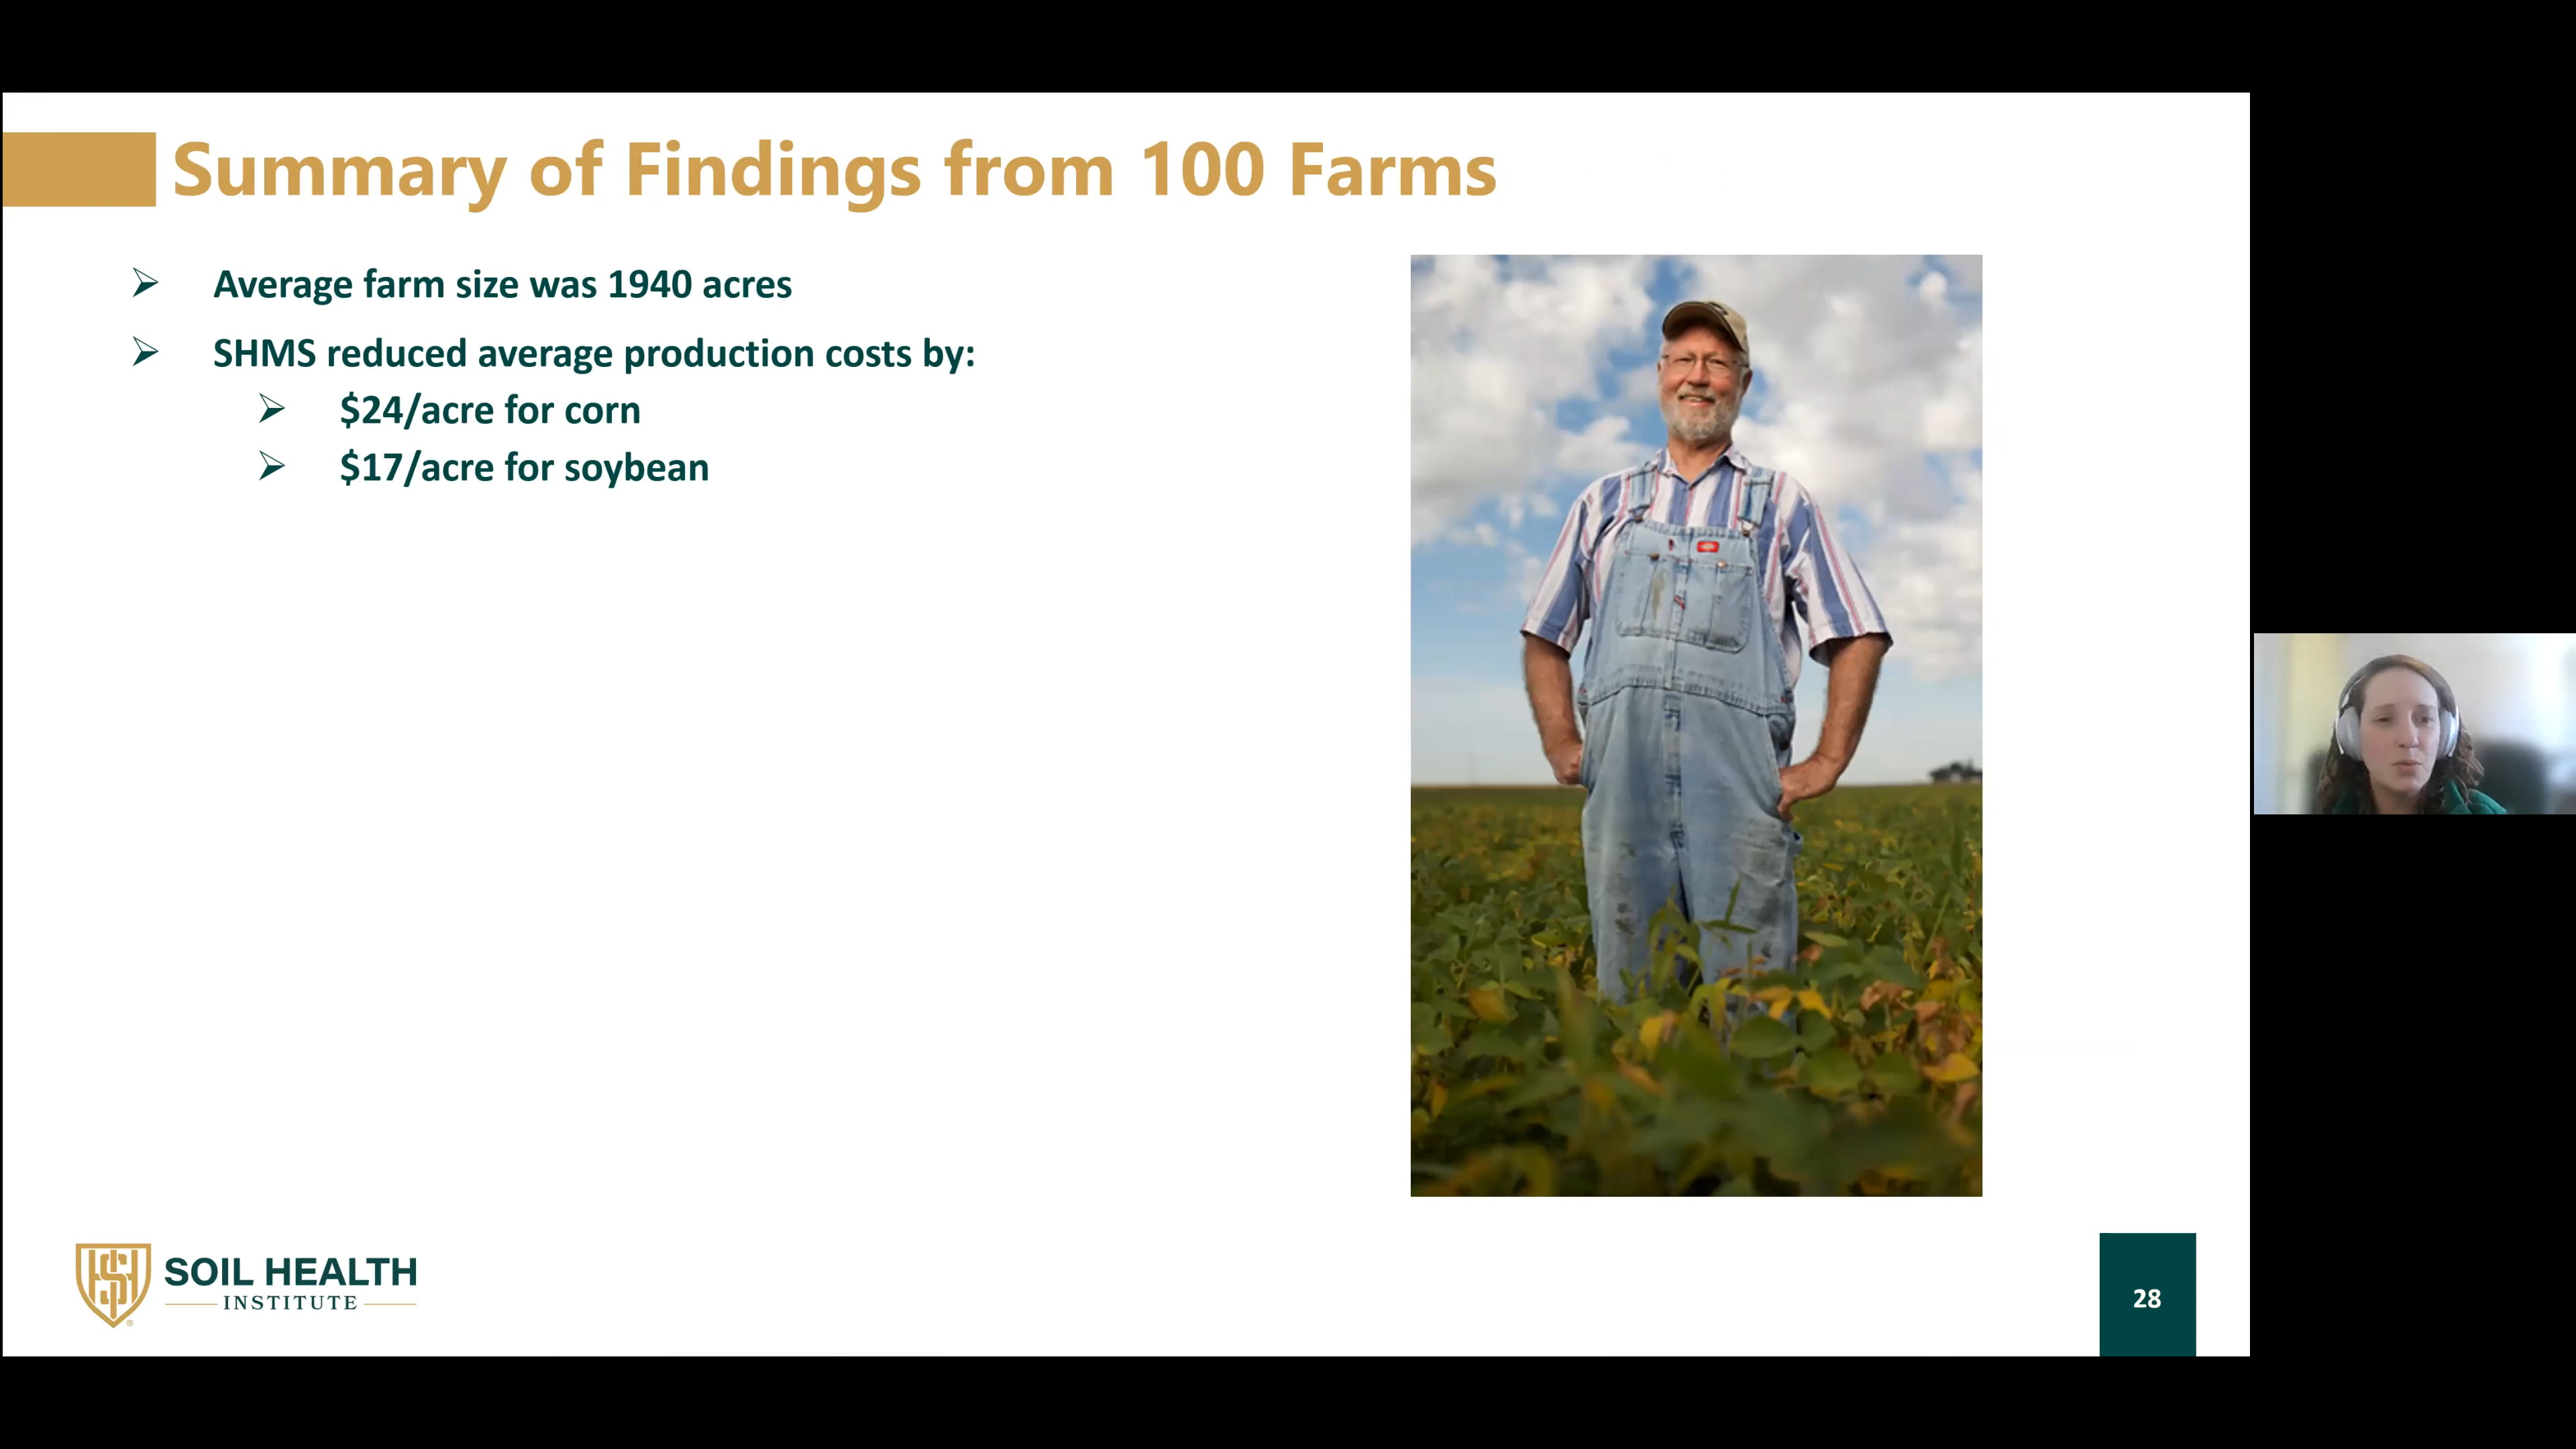 Summary of Findings from 100 Farms
Average farm size was 1940 acres
SHMS reduced average production costs by:
$24/acre for corn
$17/acre for soybean
SOIL HEALTH
INSTITUTE
28